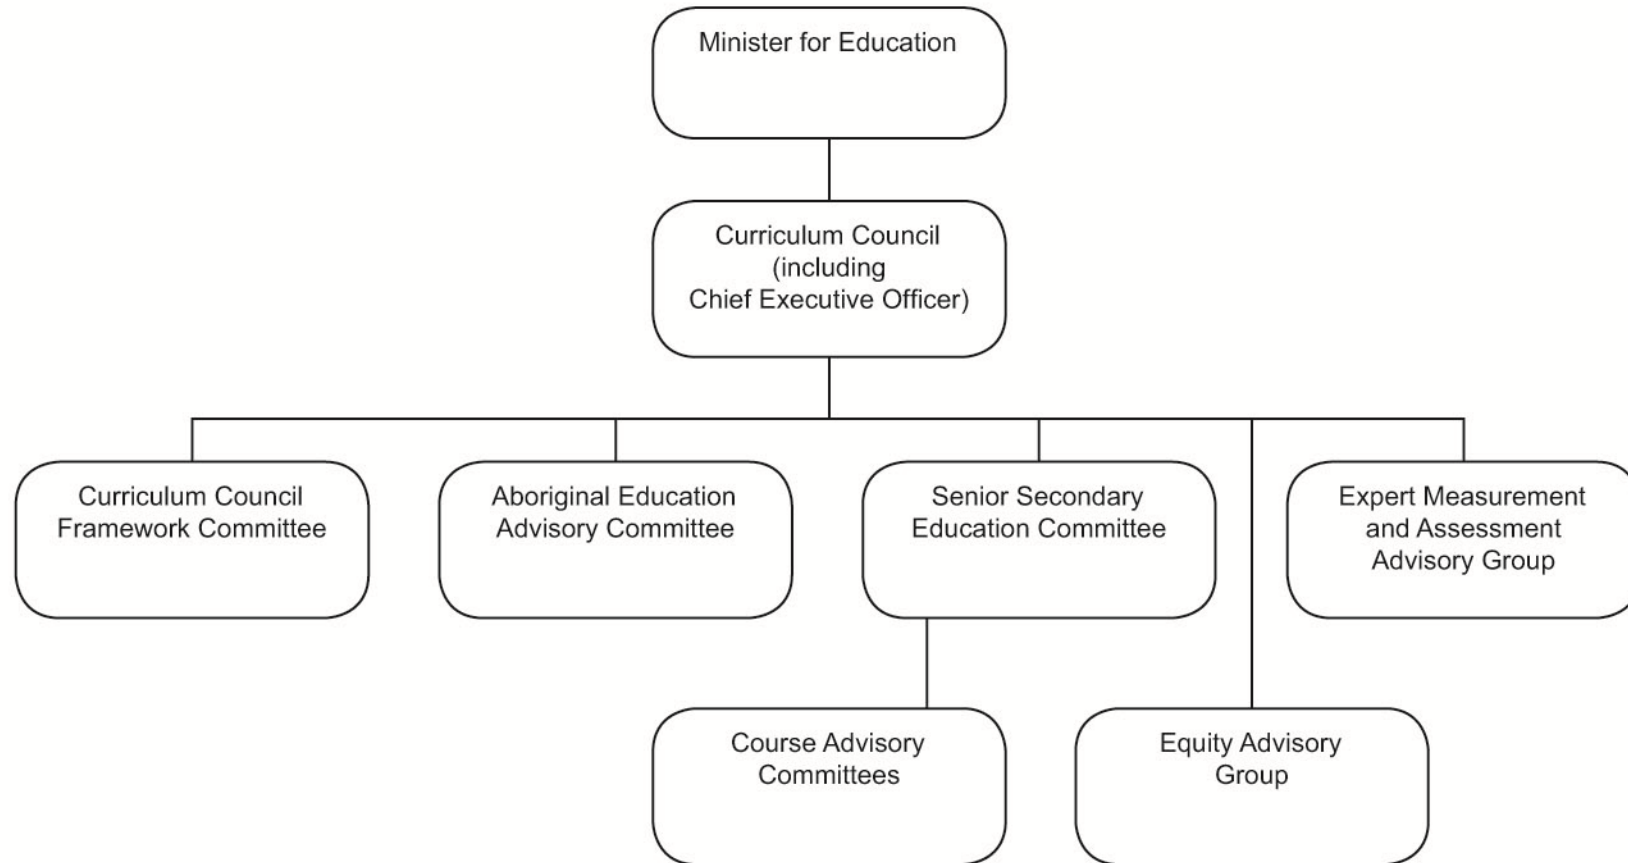 Minister for Education
Curriculum Council
(including
Chief Executive Officer)
Curriculum Council
Framework Committee
Aboriginal Education
Advisory Committee
Senior Secondary
Education Committee
Expert Measurement
and Assessment
Advisory Group
Course Advisory
Committees
Equity Advisory
Group